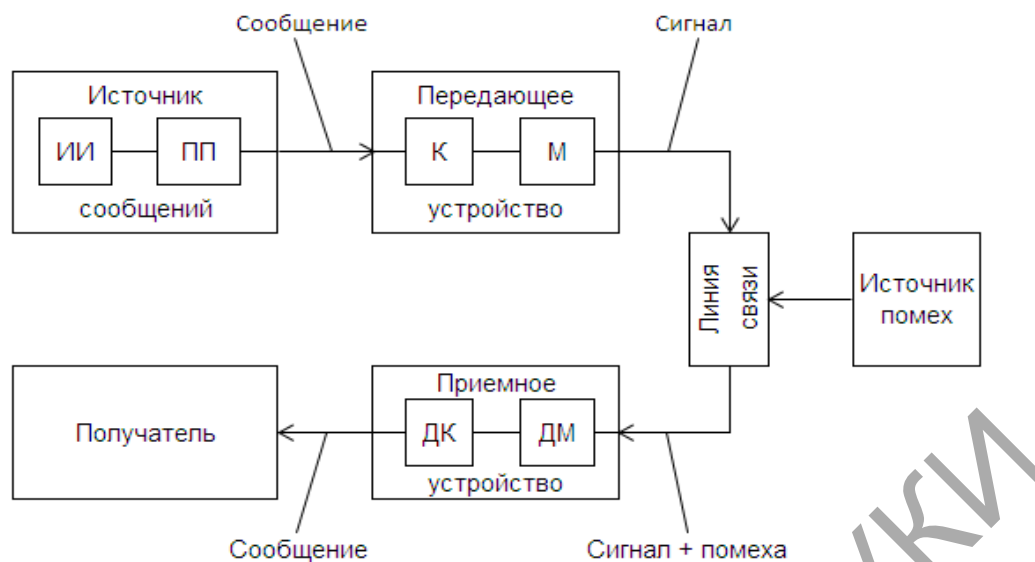 Сообщение
Сигнал
Источник
ИИ
ПП
сообщений
Передающее
К
М
устройство
Линия
связи
Источник
помех
Получатель
Приемное
ДК
ДМ
устройство
Сообщение
Сигнал + помеха